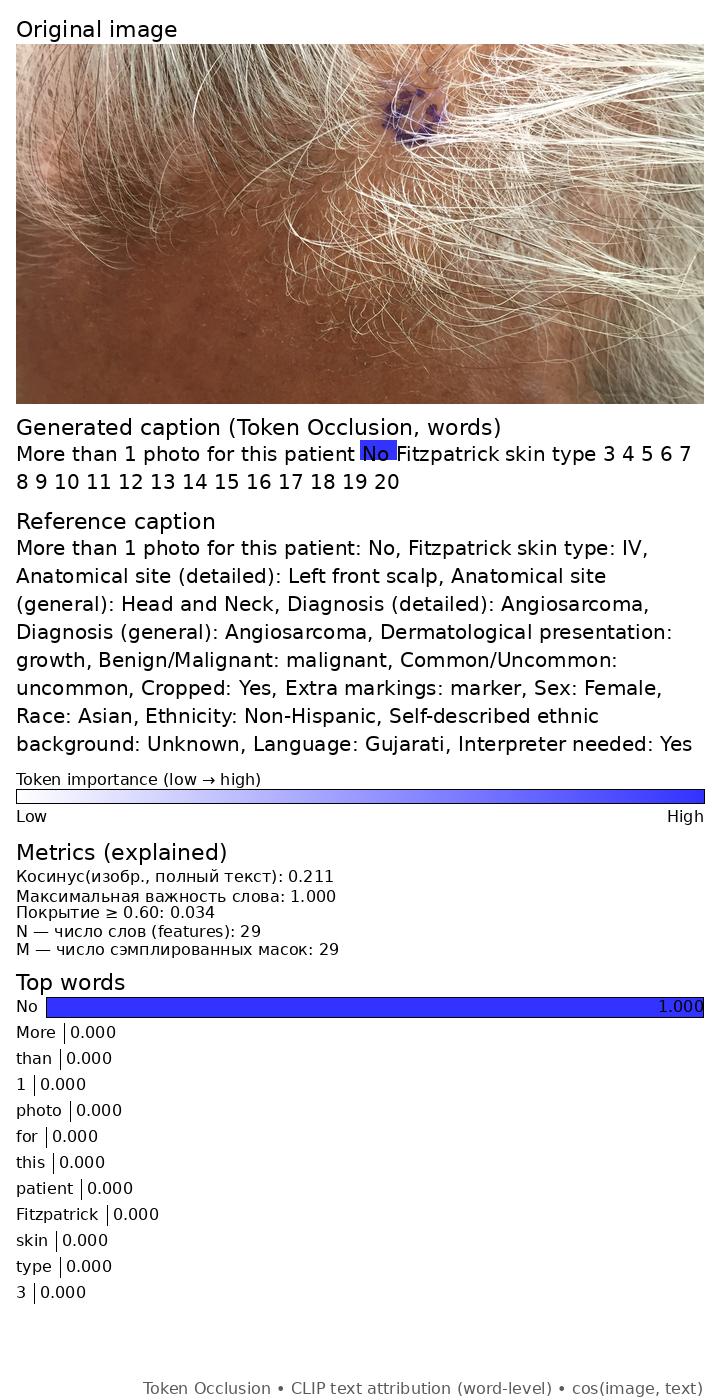 Original image
Generated caption (Token Occlusion, words)
More than 1 photo for this patient No Fitzpatrick skin type 3 4 5 6 7
8 9 10 11 12 13 14 15 16 17 18 19 20
Reference caption
More than 1 photo for this patient: No, Fitzpatrick skin type: IV,
Anatomical site (detailed): Left front scalp, Anatomical site
(general): Head and Neck, Diagnosis (detailed): Angiosarcoma,
Diagnosis (general): Angiosarcoma, Dermatological presentation:
growth, Benign/Malignant: malignant, Common/Uncommon:
uncommon, Cropped: Yes, Extra markings: marker, Sex: Female,
Race: Asian, Ethnicity: Non-Hispanic, Self-described ethnic
background: Unknown, Language: Gujarati, Interpreter needed: Yes
Token importance (low → high)
Low High
Metrics (explained)
Косинус(изобр., полный текст): 0.211
Максимальная важность слова: 1.000
Покрытие ≥ 0.60: 0.034
N — число слов (features): 29
M — число сэмплированных масок: 29
Top words
No 1.000
More 0.000
than 0.000
1 0.000
photo 0.000
for 0.000
this 0.000
patient 0.000
Fitzpatrick 0.000
skin 0.000
type 0.000
3 0.000
Token Occlusion • CLIP text attribution (word-level) • cos(image, text)